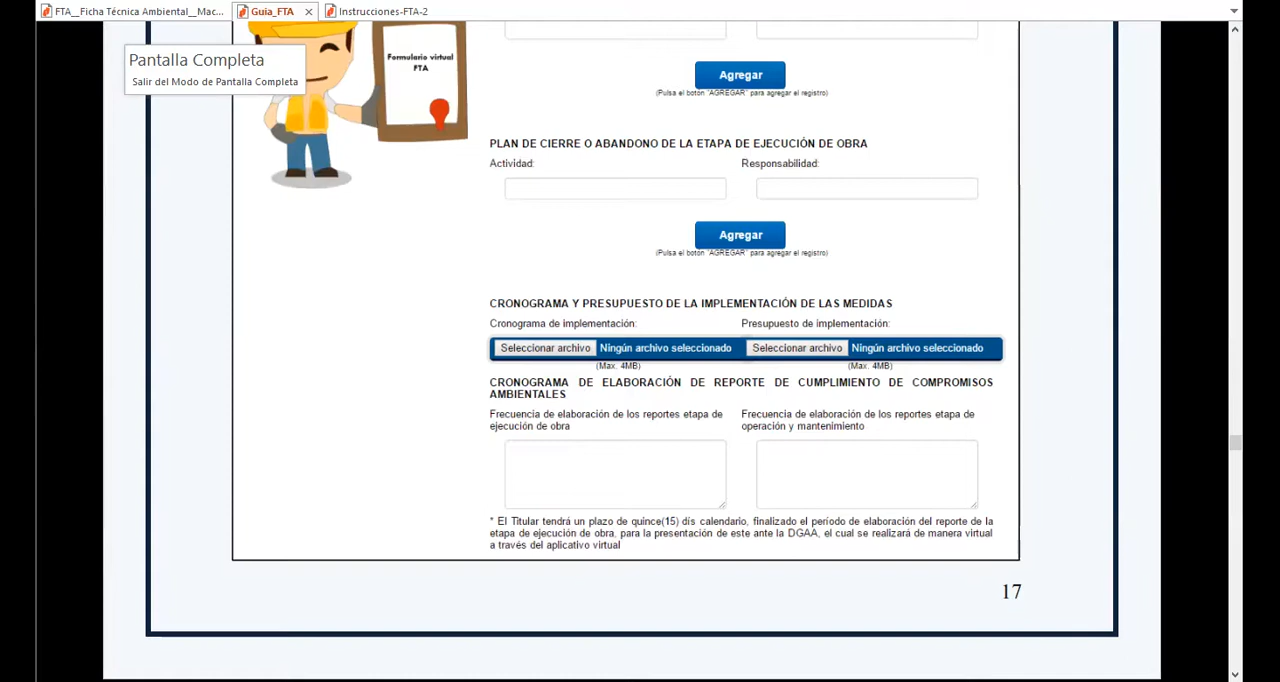 FTA__Ficha Técnica Ambiental__Mac...
Guia_FTA
Instrucciones-FTA-2
Pantalla Completa
Salir del Modo de Pantalla Completa
Formulario virtual
FTA
Agregar
(Pulsa el boton "AGREGAR" para agregar el registro)
PLAN DE CIERRE O ABANDONO DE LA ETAPA DE EJECUCIÓN DE OBRA
Actividad: Responsabilidad:
Agregar
(Pulsa el boton "AGREGAR" para agregar el registro)
CRONOGRAMA Y PRESUPUESTO DE LA IMPLEMENTACIÓN DE LAS MEDIDAS
Cronograma de implementación: Presupuesto de implementación:
Seleccionar archivo Ningún archivo seleccionado Seleccionar archivo Ningún archivo seleccionado
(Max. 4MB) (Max. 4MB)
CRONOGRAMA DE ELABORACIÓN DE REPORTE DE CUMPLIMIENTO DE COMPROMISOS
AMBIENTALES
Frecuencia de elaboración de los reportes etapa de
ejecución de obra
Frecuencia de elaboración de los reportes etapa de
operación y mantenimiento
* El Titular tendrá un plazo de quince(15) dís calendario, finalizado el período de elaboración del reporte de la
etapa de ejecución de obra, para la presentación de este ante la DGAA, el cual se realizará de manera virtual
a través del aplicativo virtual
17